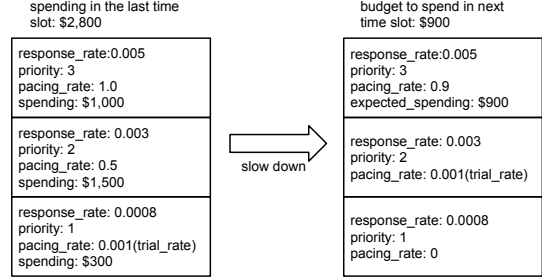 spending in the last time
slot: $2,800
response_rate:0.005
priority: 3
pacing_rate: 1.0
spending: $1,000
response_rate: 0.003
priority: 2
pacing_rate: 0.5
spending: $1,500
response_rate: 0.0008
priority: 1
pacing_rate: 0.001(trial_rate)
spending: $300
slow down
budget to spend in next
time slot: $900
response_rate:0.005
priority: 3
pacing_rate: 0.9
expected_spending: $900
response_rate: 0.003
priority: 2
pacing_rate: 0.001(trial_rate)
response_rate: 0.0008
priority: 1
pacing_rate: 0